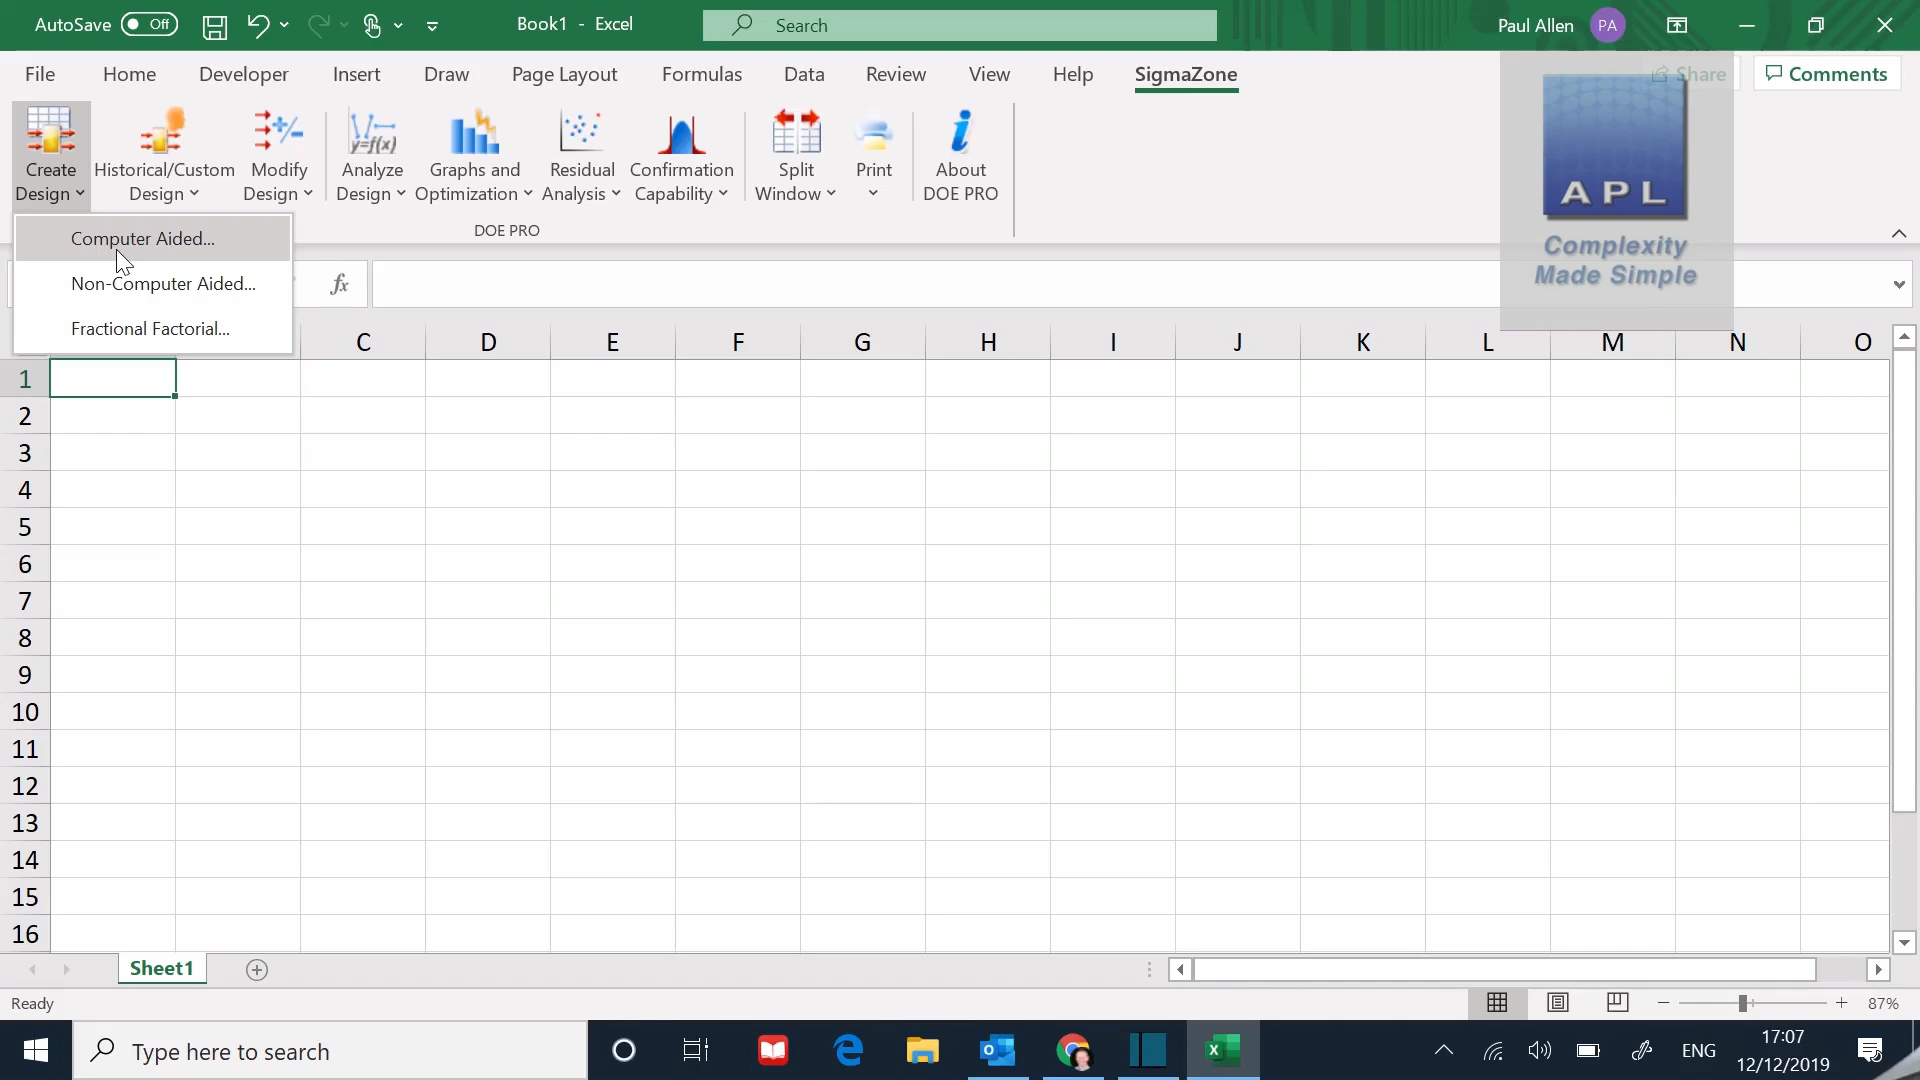 AutoSave Off
Book1 - Excel
Search
Paul Allen PA
File Home Developer Insert Draw Page Layout Formulas Data Review View Help SigmaZone Share Comments
Create Design
Historical/Custom Design
Modify Design
y=f(x)
Analyze Design
Graphs and Optimization
Residual Analysis
Confirmation Capability
Split Window
Print
About DOE PRO
DOE PRO
APL
Complexity
Made Simple
Computer Aided...
Non-Computer Aided...
Fractional Factorial...
fx
C D E F G H I J K L M N O
1
2
3
4
5
6
7
8
9
10
11
12
13
14
15
16
Sheet1
Ready
87%
Type here to search
ENG
17:07
12/12/2019